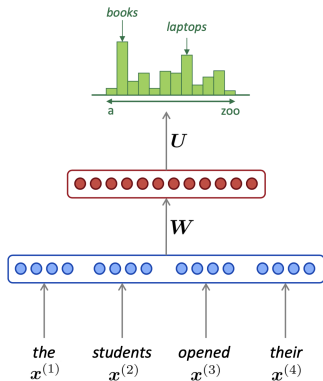 books
laptops
a zoo
U
W
the students opened their
x^{(1)} x^{(2)} x^{(3)} x^{(4)}